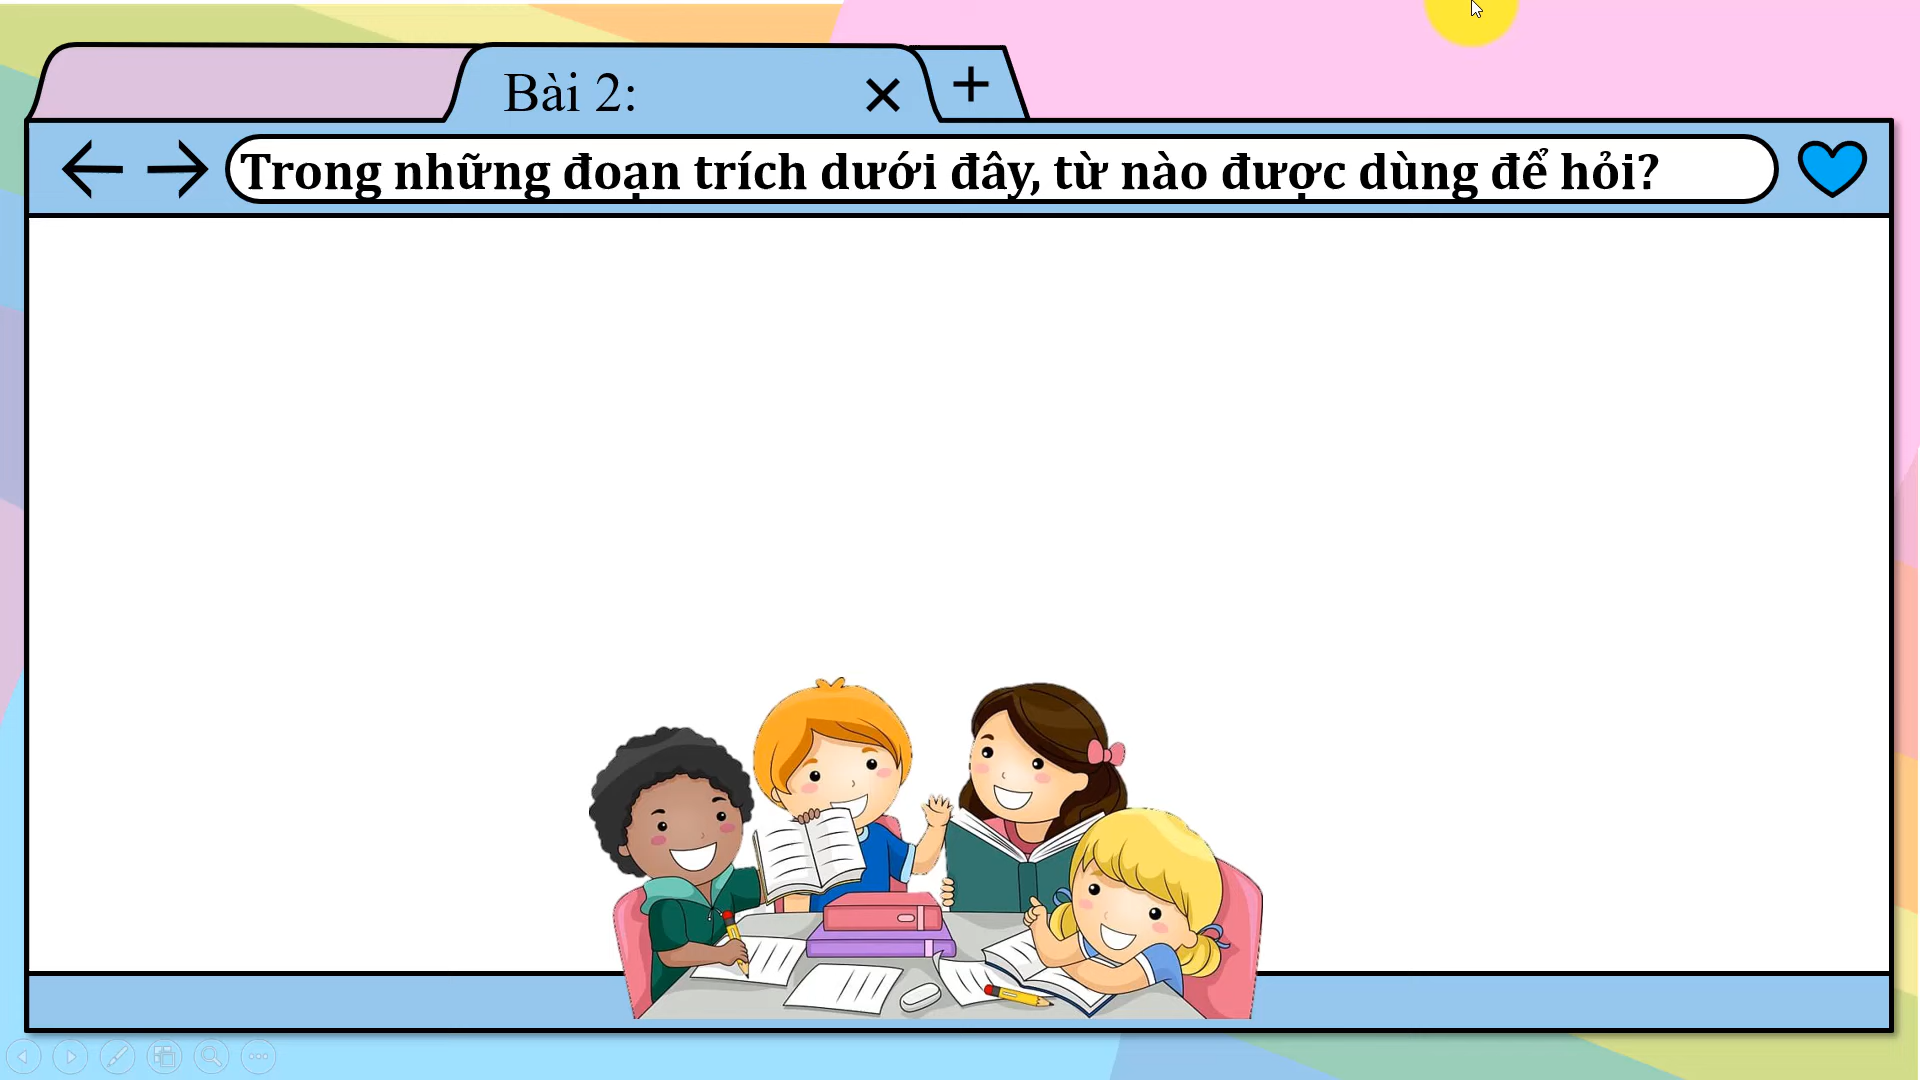 Bài 2:
Trong những đoạn trích dưới đây, từ nào được dùng để hỏi?